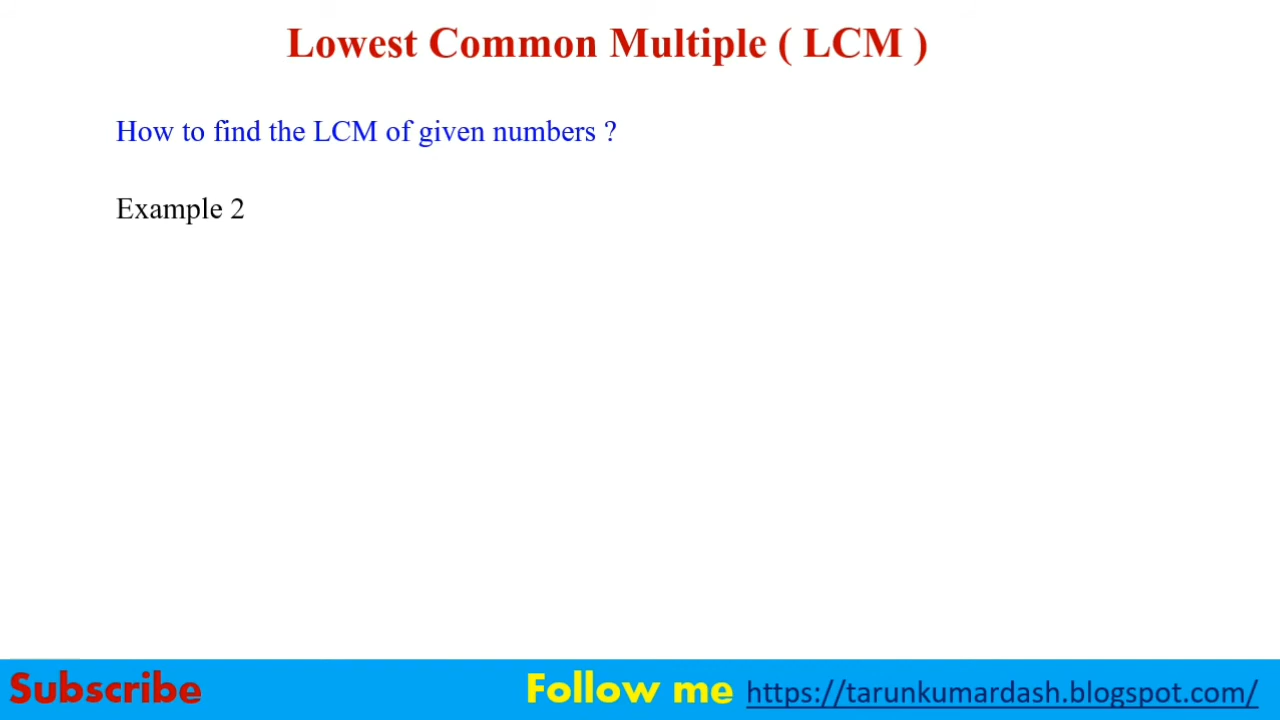 Lowest Common Multiple ( LCM )
How to find the LCM of given numbers ?
Example 2
Subscribe
Follow me https://tarunkumardash.blogspot.com/